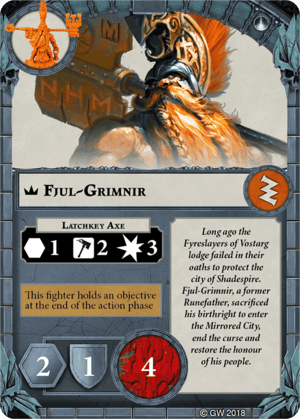 NHM
Fjul-Grimnir
Latchkey Axe
1 2 3
This fighter holds an objective
at the end of the action phase
Long ago the
Fyreslayers of Vostarg
lodge failed in their
oaths to protect the
city of Shadespire.
Fjul-Grimnir, a former
Runefather, sacrificed
his birthright to enter
the Mirrored City,
end the curse and
restore the honour
of his people.
2 1 4
© GW 2018